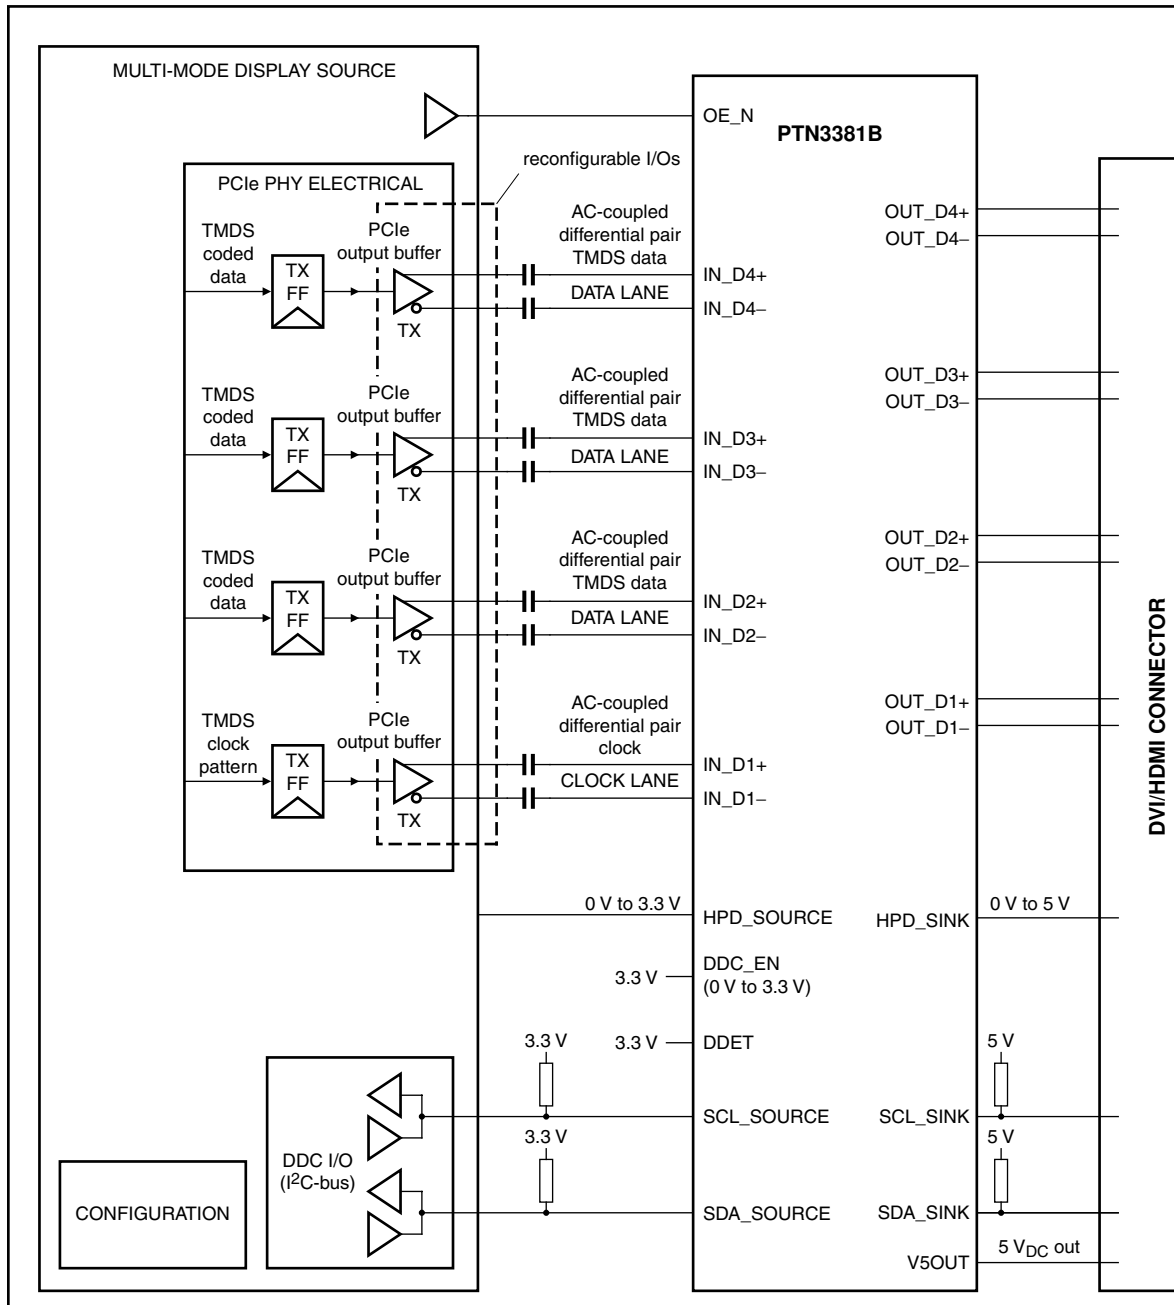 MULTI-MODE DISPLAY SOURCE
OE_N
PTN3381B
reconfigurable I/Os
PCIe PHY ELECTRICAL
TMDS
coded
data
TX
FF
PCIe
output buffer
TX
AC-coupled
differential pair
TMDS data
DATA LANE
IN_D4+
IN_D4−
OUT_D4+
OUT_D4−
TMDS
coded
data
TX
FF
PCIe
output buffer
TX
AC-coupled
differential pair
TMDS data
DATA LANE
IN_D3+
IN_D3−
OUT_D3+
OUT_D3−
TMDS
coded
data
TX
FF
PCIe
output buffer
TX
AC-coupled
differential pair
TMDS data
DATA LANE
IN_D2+
IN_D2−
OUT_D2+
OUT_D2−
TMDS
clock
pattern
TX
FF
PCIe
output buffer
TX
AC-coupled
differential pair
clock
CLOCK LANE
IN_D1+
IN_D1−
OUT_D1+
OUT_D1−
DVI/HDMI CONNECTOR
0 V to 3.3 V
HPD_SOURCE
HPD_SINK
0 V to 5 V
3.3 V
DDC_EN
(0 V to 3.3 V)
3.3 V
DDET
3.3 V
5 V
SCL_SOURCE
SCL_SINK
3.3 V
5 V
DDC I/O
(I²C-bus)
SDA_SOURCE
SDA_SINK
CONFIGURATION
V5OUT
5 VDC out